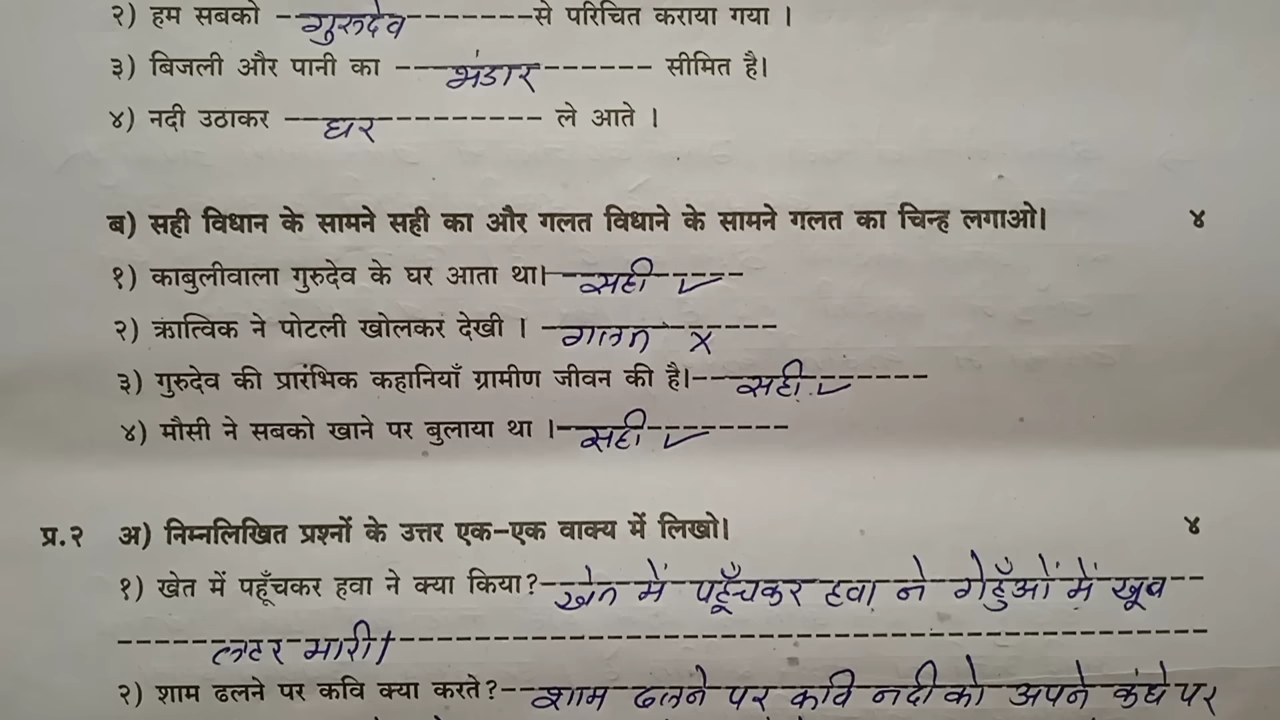 २) हम सबको गुरुदेव से परिचित कराया गया ।
३) बिजली और पानी का भंडार सीमित है।
४) नदी उठाकर घर ले आते ।
ब) सही विधान के सामने सही का और गलत विधाने के सामने गलत का चिन्ह लगाओ। ४
१) काबुलीवाला गुरुदेव के घर आता था। सही ✓
२) ऋात्विक ने पोटली खोलकर देखी । गलत ×
३) गुरुदेव की प्रारंभिक कहानियाँ ग्रामीण जीवन की है। सही ✓
४) मौसी ने सबको खाने पर बुलाया था । सही ✓
प्र.२ अ) निम्नलिखित प्रश्नों के उत्तर एक-एक वाक्य में लिखो। ४
१) खेत में पहूँचकर हवा ने क्या किया? खेत में पहूँचकर हवा ने गेहुँओं में खूब
लहर मारी।
२) शाम ढलने पर कवि क्या करते? शाम ढलने पर कवि नदी को अपने कंधे पर